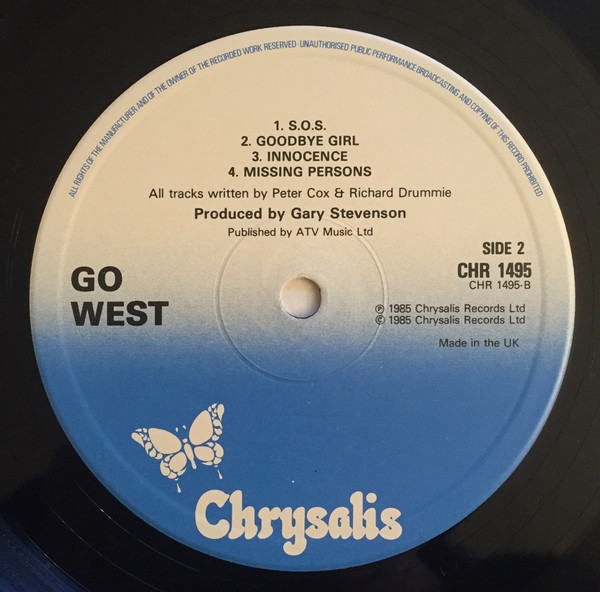 ALL RIGHTS OF THE MANUFACTURER AND OF THE OWNER OF THE RECORDED WORK RESERVED · UNAUTHORISED PUBLIC PERFORMANCE BROADCASTING AND COPYING OF THIS RECORD PROHIBITED
1. S.O.S.
2. GOODBYE GIRL
3. INNOCENCE
4. MISSING PERSONS
All tracks written by Peter Cox & Richard Drummie
Produced by Gary Stevenson
Published by ATV Music Ltd
SIDE 2
CHR 1495
CHR 1495-B
GO
WEST
℗ 1985 Chrysalis Records Ltd
© 1985 Chrysalis Records Ltd
Made in the UK
Chrysalis